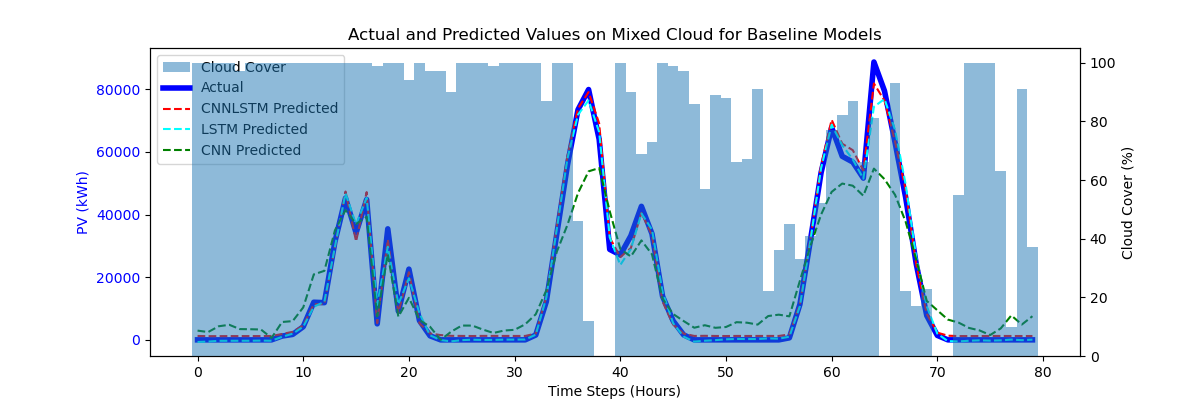 Actual and Predicted Values on Mixed Cloud for Baseline Models
Cloud Cover
Actual
CNNLSTM Predicted
LSTM Predicted
CNN Predicted
PV (kWh)
80000
60000
40000
20000
0
100
80
60
40
20
0
Cloud Cover (%)
0 10 20 30 40 50 60 70 80
Time Steps (Hours)